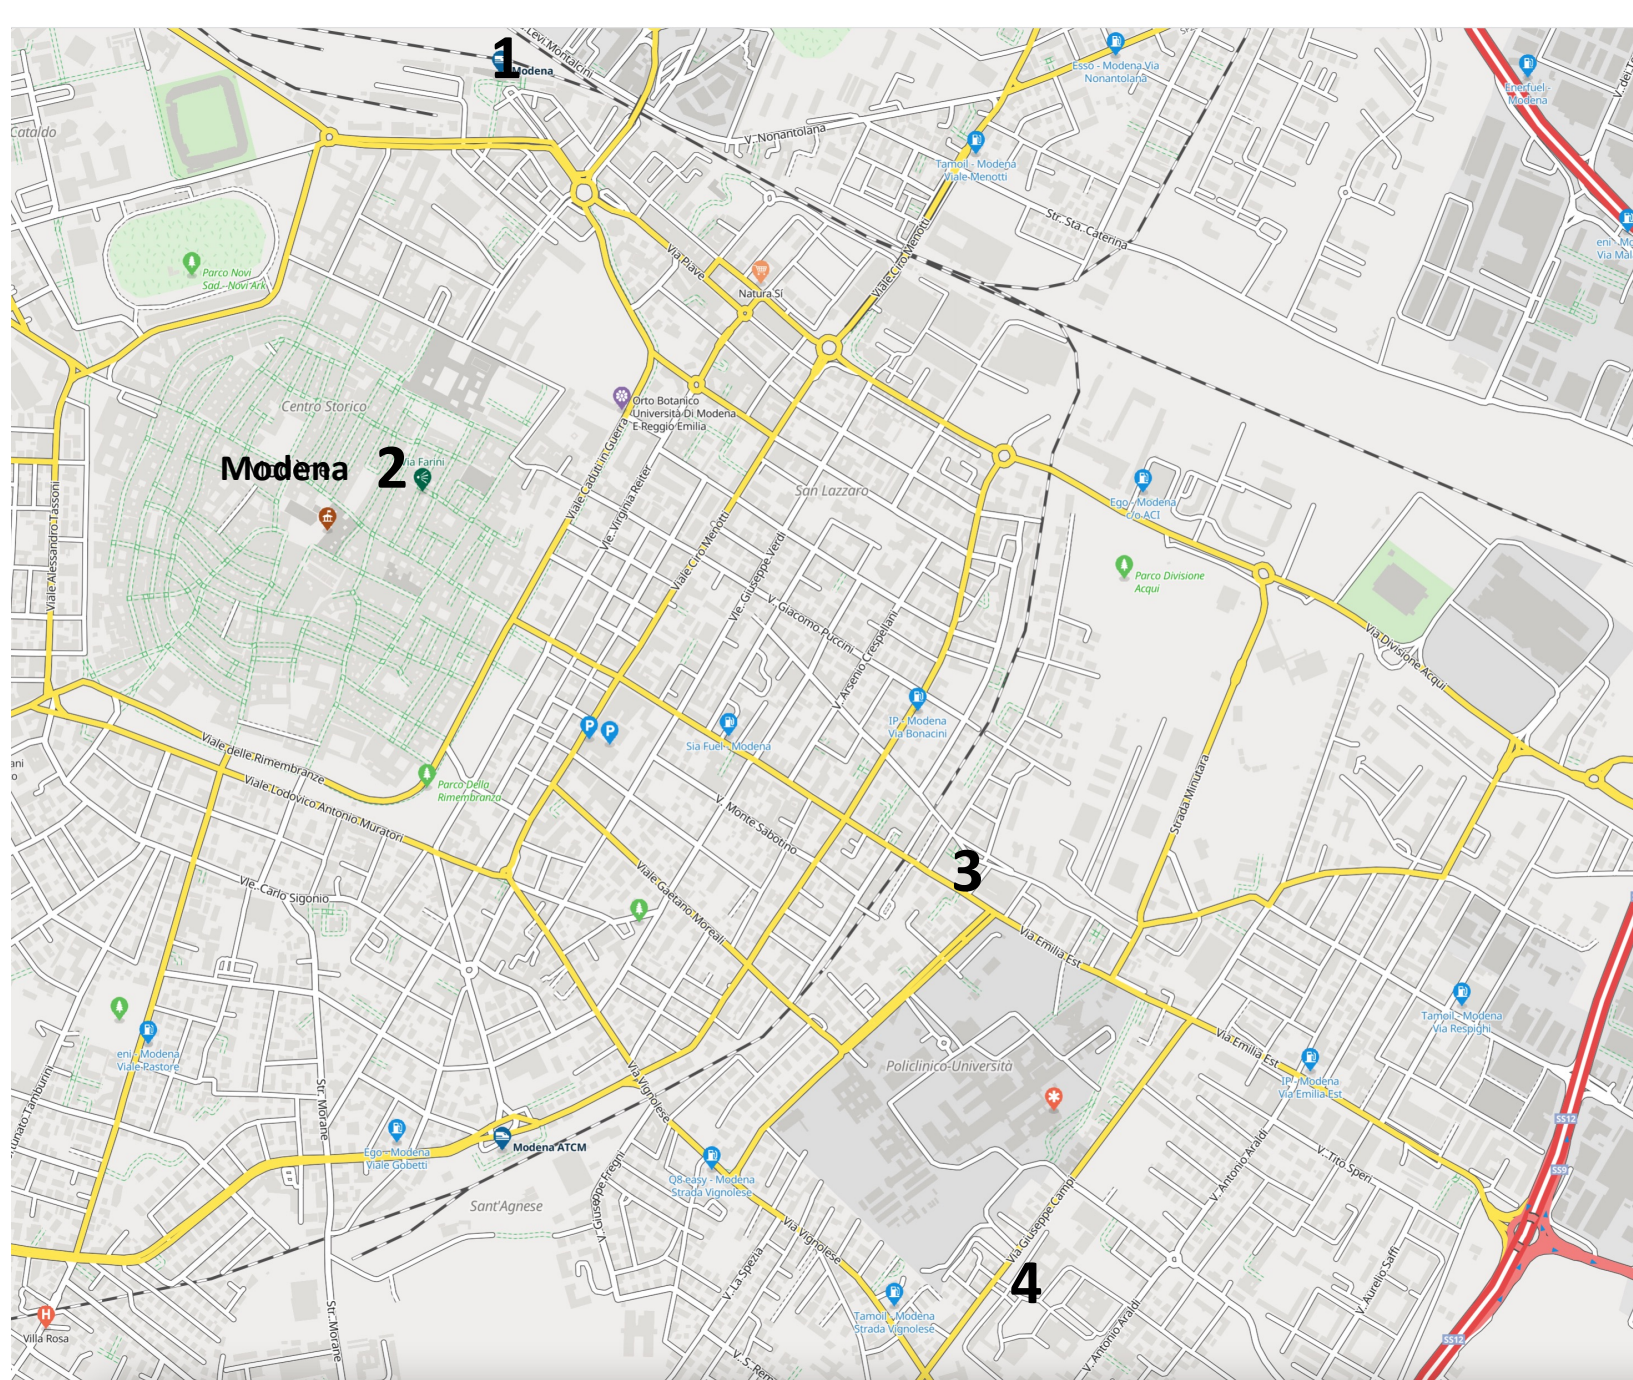 1
Levi-Montalcini
Modena
Esso - Modena Via
Nonantolana
Enerfuel -
Modena
Cataldo
V. Nonantolana
Tamoil - Modena
Viale Menotti
Str. Sta. Caterina
Via Piave
Viale Ciro Menotti
Parco Novi
Sad - Novi Ark
Natura Sì
Centro Storico
Orto Botanico
Università Di Modena
E Reggio Emilia
Modena
2
Via Farini
Viale Caduti in Guerra
Vle. Virginia Reiter
San Lazzaro
Ego - Modena
c/o ACI
Viale Alessandro Tassoni
Viale Ciro Menotti
Vle. Giuseppe Verdi
Parco Divisione
Acqui
V. Giacomo Puccini
V. Arsenio Crespellani
Via Divisione Acqui
IP - Modena
Via Bonacini
P
P
Sia Fuel - Modena
Viale delle Rimembranze
Viale Lodovico Antonio Muratori
Parco Della
Rimembranza
V. Monte Sabotino
Strada Minutara
3
Vle. Carlo Sigonio
Viale Gaetano Moreali
Via Emilia Est
Tamoil - Modena
Via Respighi
eni - Modena
Viale Pastore
Via Emilia Est
IP - Modena
Via Emilia Est
Policlinico-Università
Via Vignolese
Str. Morane
SS12
Ego - Modena
Viale Gobetti
Modena ATCM
V. Antonio Araldi
V. Tito Speri
SS9
Q8 easy - Modena
Strada Vignolese
Sant'Agnese
V. Giuseppe Fregni
Via Vignolese
Via Giuseppe Campi
V. La Spezia
4
V. Aurelio Saffi
Tamoil - Modena
Strada Vignolese
H
Villa Rosa
Str. Morane
V. Antonio Araldi
SS12